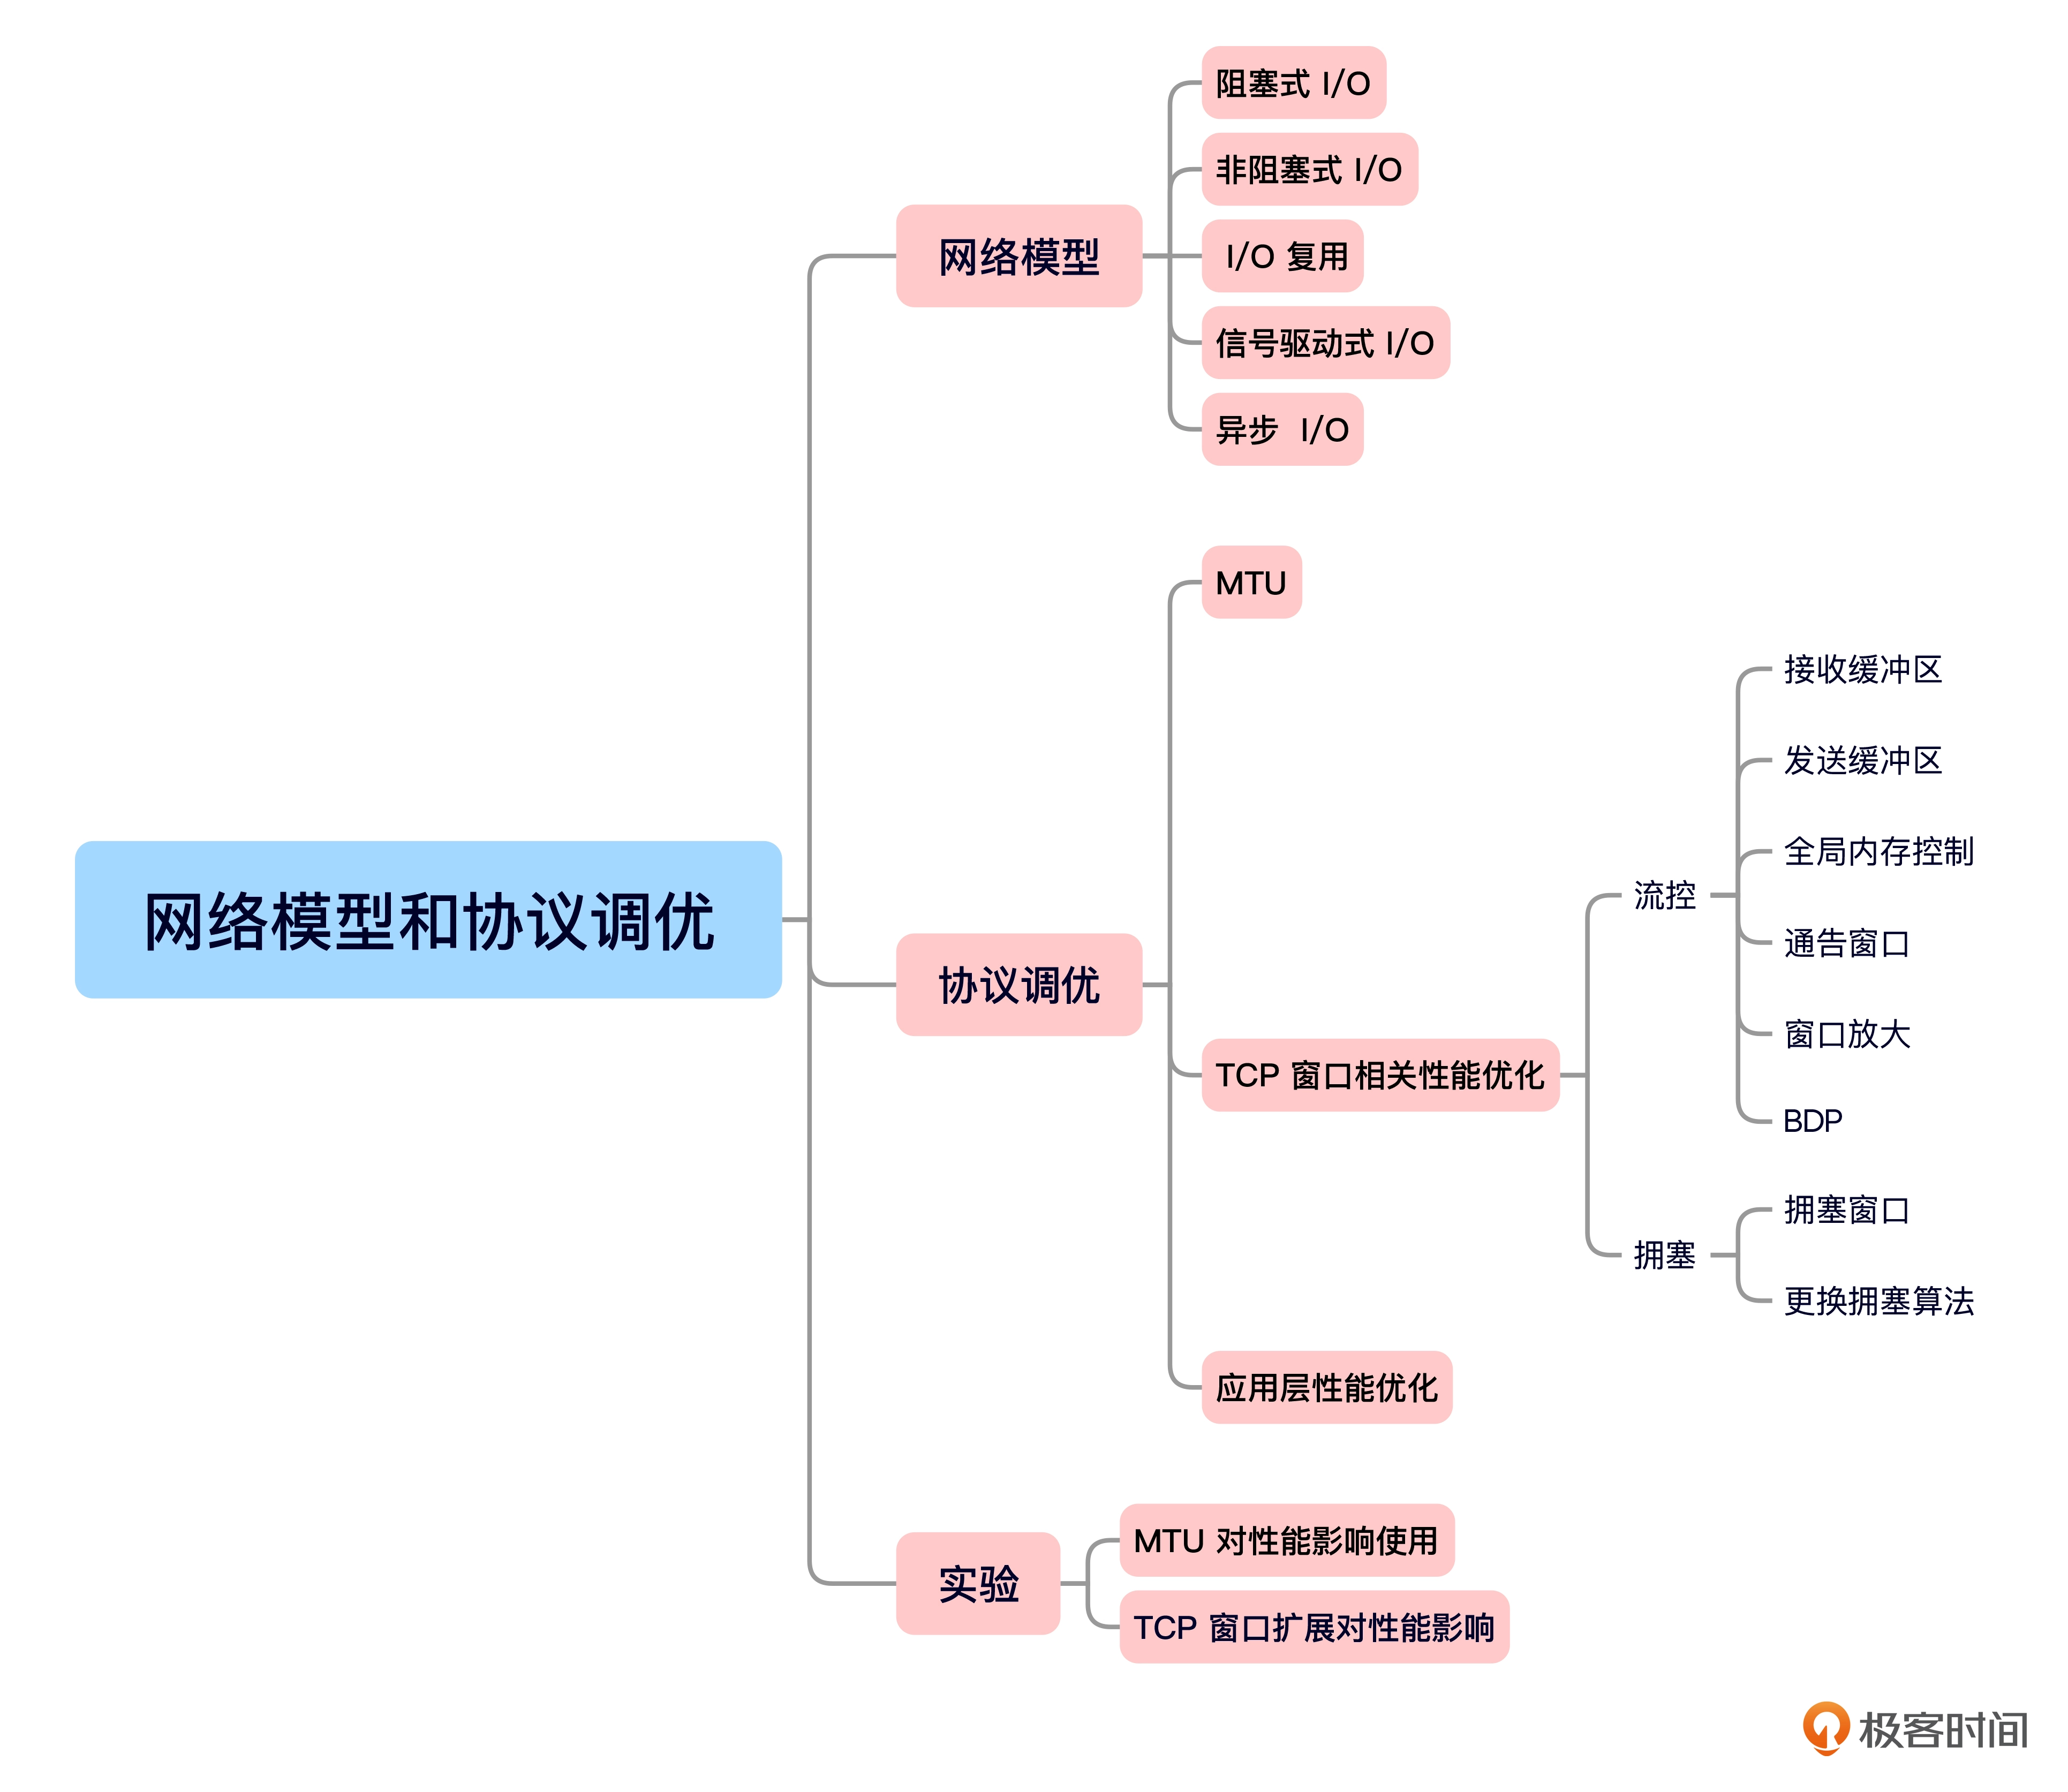 网络模型和协议调优
网络模型
阻塞式 I/O
非阻塞式 I/O
I/O 复用
信号驱动式 I/O
异步 I/O
协议调优
MTU
TCP 窗口相关性能优化
流控
接收缓冲区
发送缓冲区
全局内存控制
通告窗口
窗口放大
BDP
拥塞
拥塞窗口
更换拥塞算法
应用层性能优化
实验
MTU 对性能影响使用
TCP 窗口扩展对性能影响
极客时间